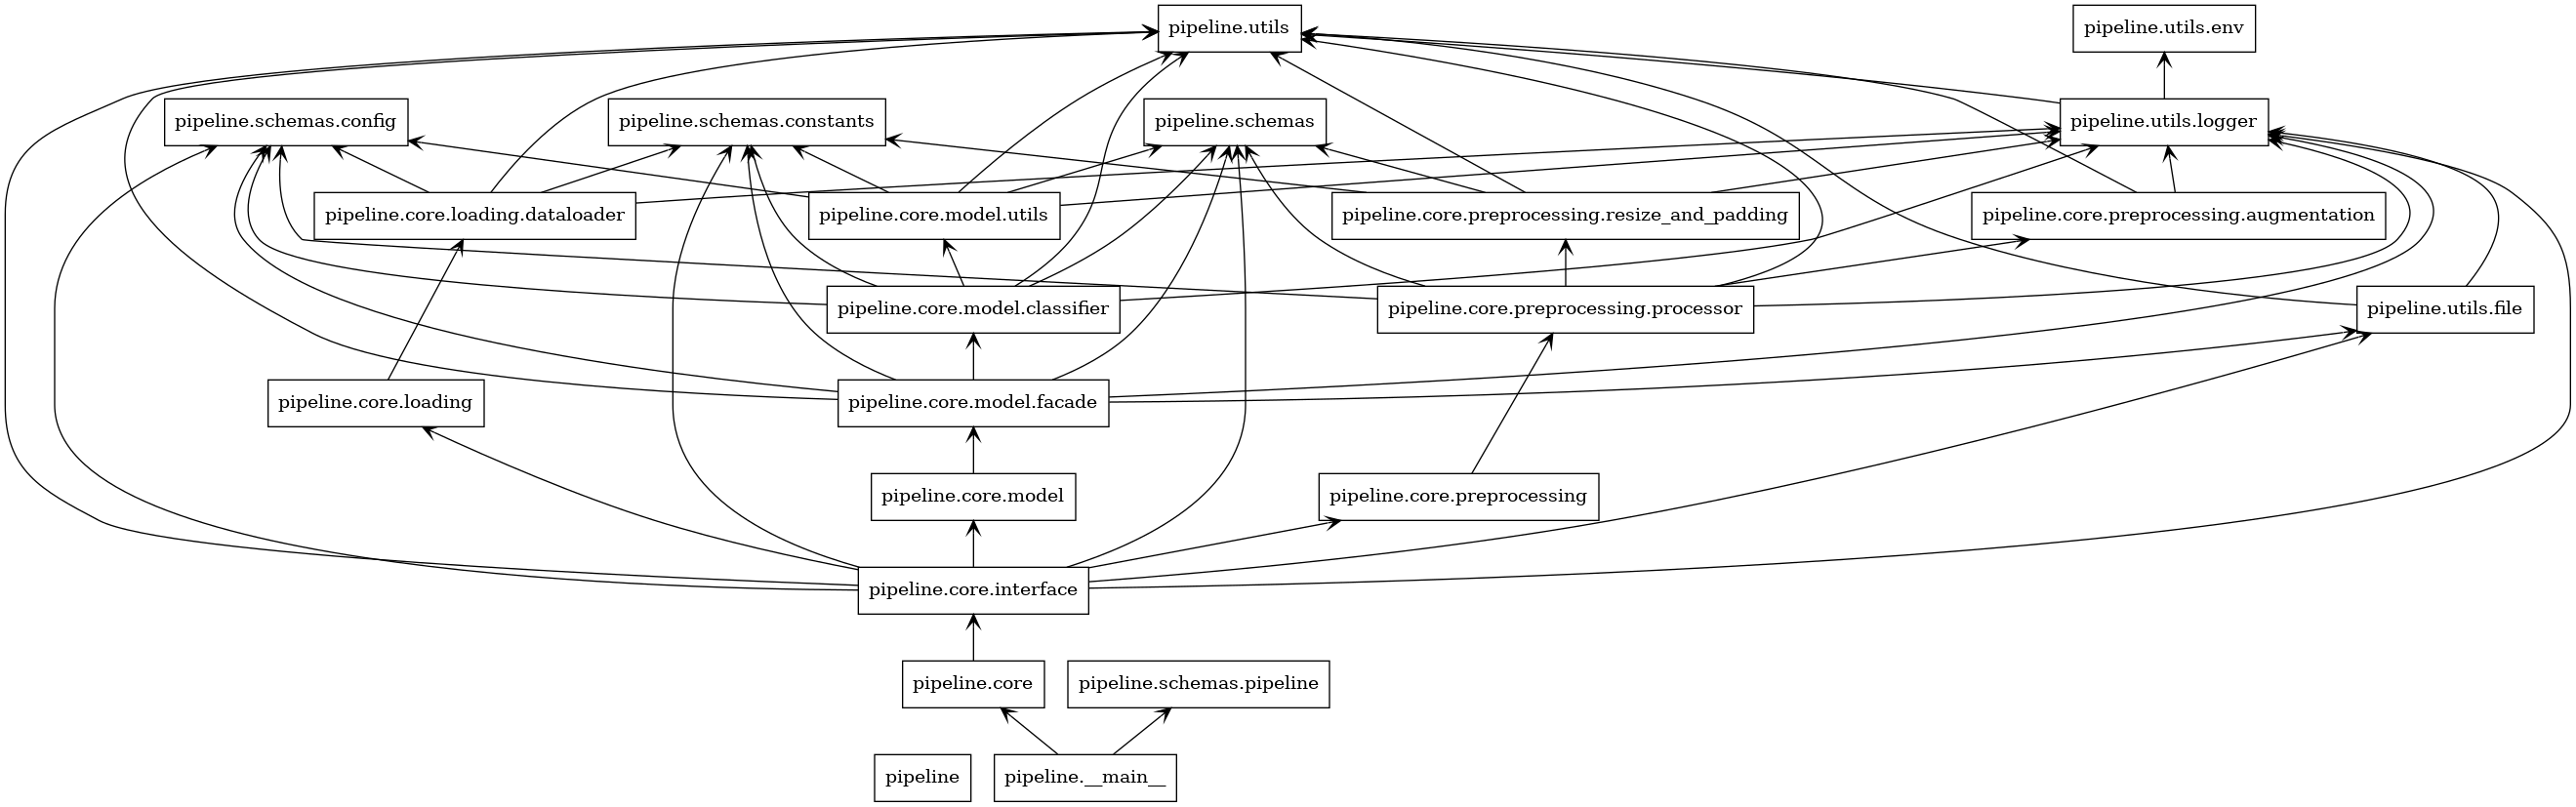 pipeline.utils
pipeline.utils.env
pipeline.schemas.config
pipeline.schemas.constants
pipeline.schemas
pipeline.utils.logger
pipeline.core.loading.dataloader
pipeline.core.model.utils
pipeline.core.preprocessing.resize_and_padding
pipeline.core.preprocessing.augmentation
pipeline.core.model.classifier
pipeline.core.preprocessing.processor
pipeline.utils.file
pipeline.core.loading
pipeline.core.model.facade
pipeline.core.model
pipeline.core.preprocessing
pipeline.core.interface
pipeline.core
pipeline.schemas.pipeline
pipeline
pipeline.__main__